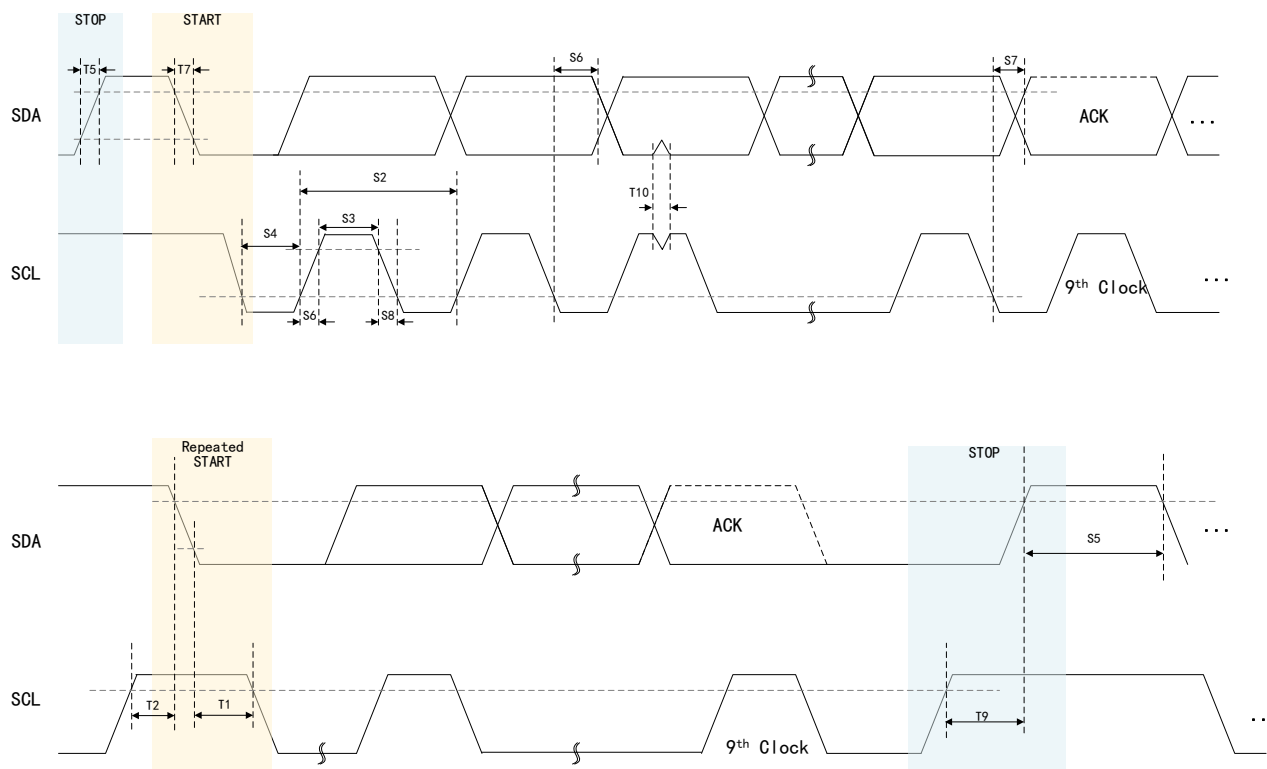 STOP
START
T5
T7
S6
S7
SDA
ACK
...
S2
T10
S3
S4
SCL
9th Clock
...
S6
S8
Repeated
START
STOP
SDA
ACK
...
S5
SCL
T2
T1
T9
9th Clock
..